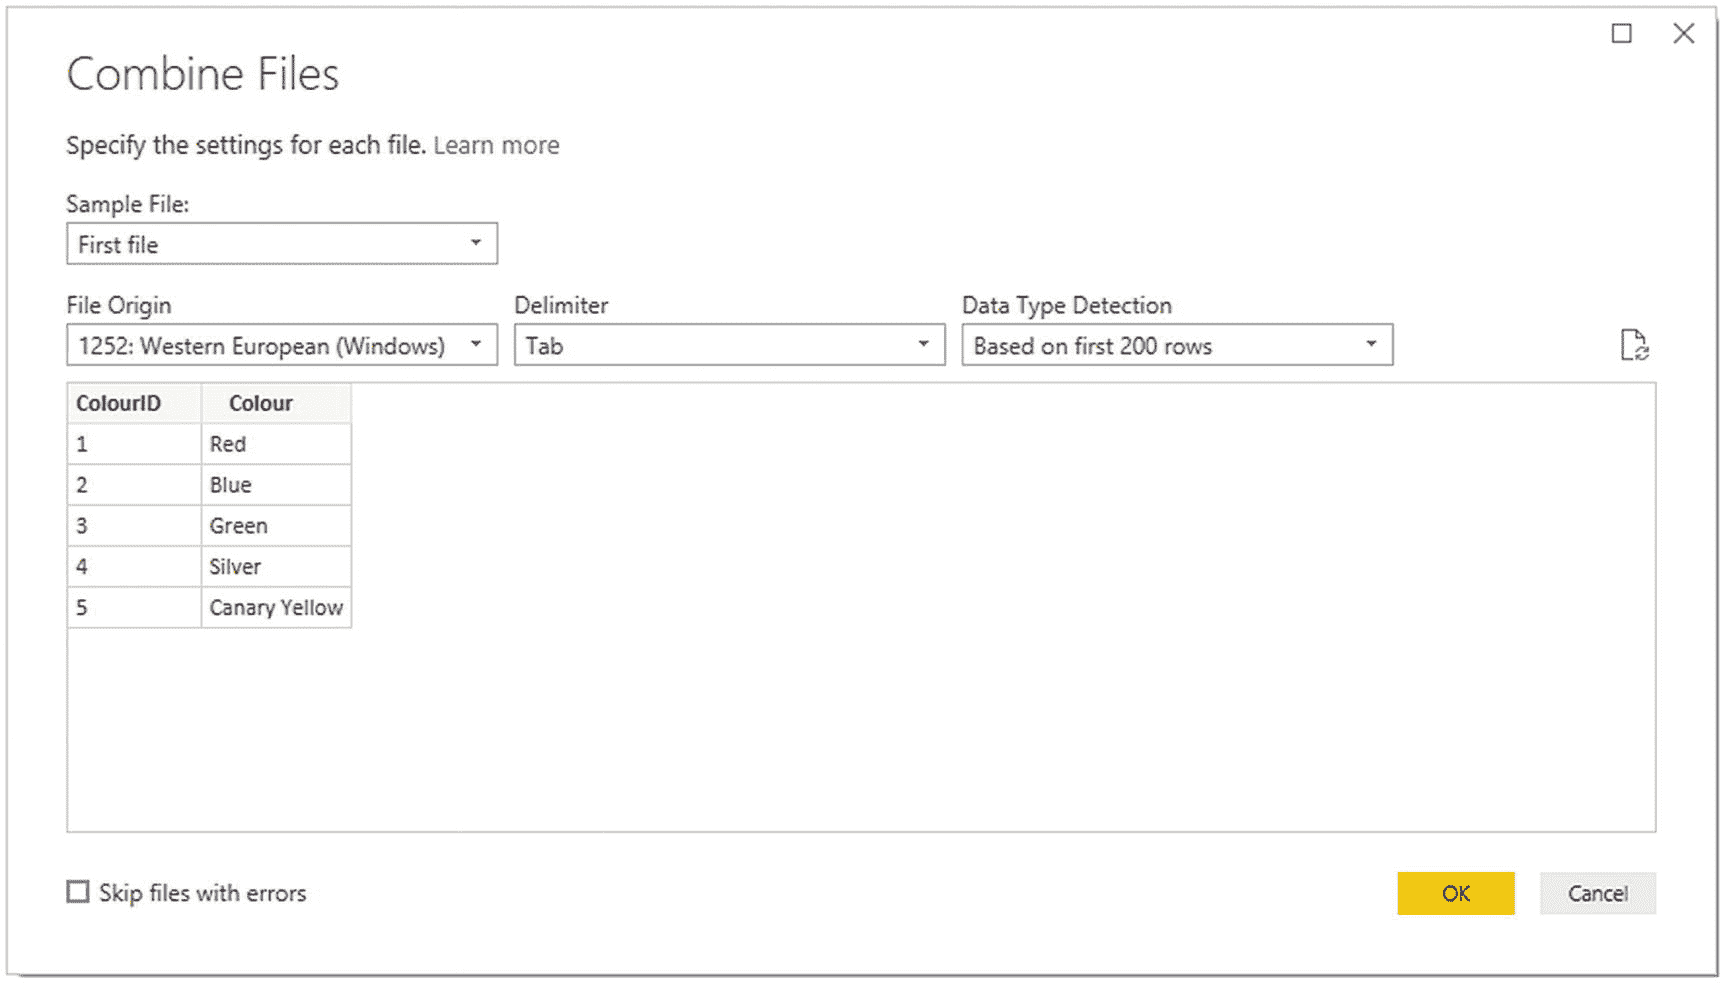 Combine Files
Specify the settings for each file. Learn more
Sample File:
First file
File Origin Delimiter Data Type Detection
1252: Western European (Windows) Tab Based on first 200 rows
ColourID Colour
1 Red
2 Blue
3 Green
4 Silver
5 Canary Yellow
Skip files with errors OK Cancel